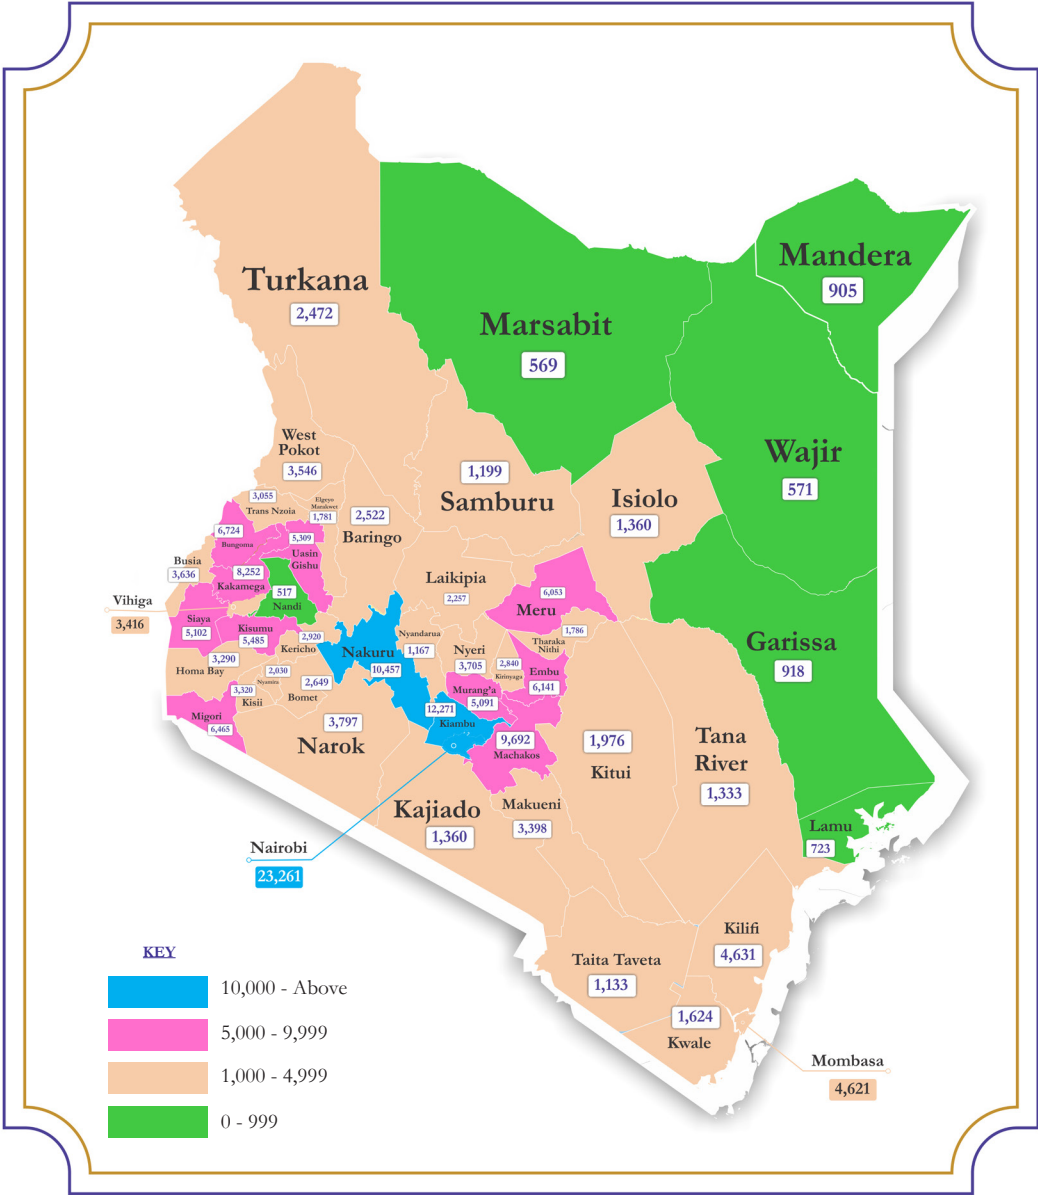 Mandera
905
Turkana
2,472
Marsabit
569
Wajir
571
West
Pokot
3,546
1,199
Samburu
Isiolo
1,360
3,055
Trans Nzoia
Elgeyo
Marakwet
1,781
2,522
Baringo
6,724
Bungoma
5,309
Uasin
Gishu
Busia
3,636
8,252
Kakamega
517
Nandi
Laikipia
2,257
6,053
Meru
Vihiga
3,416
Siaya
5,102
Kisumu
5,485
2,920
Kericho
Nyandarua
1,167
1,786
Tharaka
Nithi
Garissa
918
Homa Bay
3,290
2,030
Nyamira
2,649
Bomet
Nakuru
10,457
Nyeri
3,705
2,840
Kirinyaga
Embu
6,141
3,320
Kisii
Murang'a
5,091
Migori
6,465
3,797
Narok
12,271
Kiambu
9,692
Machakos
1,976
Kitui
Tana
River
1,333
Kajiado
1,360
Makueni
3,398
Lamu
723
Nairobi
23,261
Kilifi
4,631
Taita Taveta
1,133
1,624
Kwale
Mombasa
4,621
KEY
10,000 - Above
5,000 - 9,999
1,000 - 4,999
0 - 999